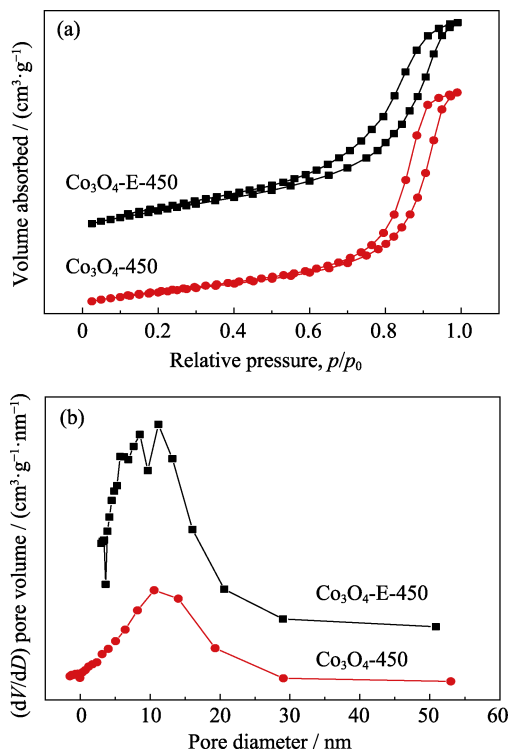 (a)
Volume absorbed / (cm³·g⁻¹)
Co₃O₄-E-450
Co₃O₄-450
0 0.2 0.4 0.6 0.8 1.0
Relative pressure, p/p₀
(b)
(dV/dD) pore volume / (cm³·g⁻¹·nm⁻¹)
Co₃O₄-E-450
Co₃O₄-450
0 10 20 30 40 50 60
Pore diameter / nm